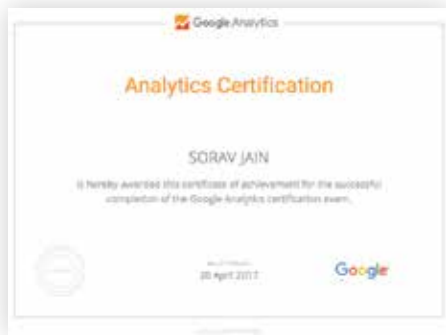 Google Analytics
Analytics Certification
SORAV JAIN
is hereby awarded this certificate of achievement for the successful
completion of the Google Analytics certification exam.
20 April 2017
Google